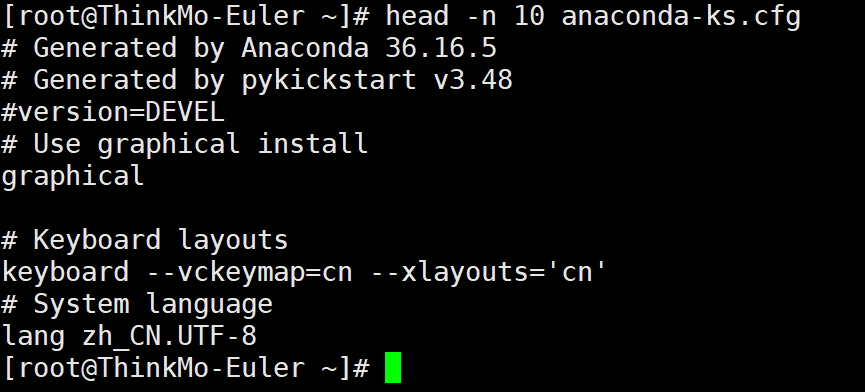 [root@ThinkMo-Euler ~]# head -n 10 anaconda-ks.cfg
# Generated by Anaconda 36.16.5
# Generated by pykickstart v3.48
#version=DEVEL
# Use graphical install
graphical

# Keyboard layouts
keyboard --vckeymap=cn --xlayouts='cn'
# System language
lang zh_CN.UTF-8
[root@ThinkMo-Euler ~]#